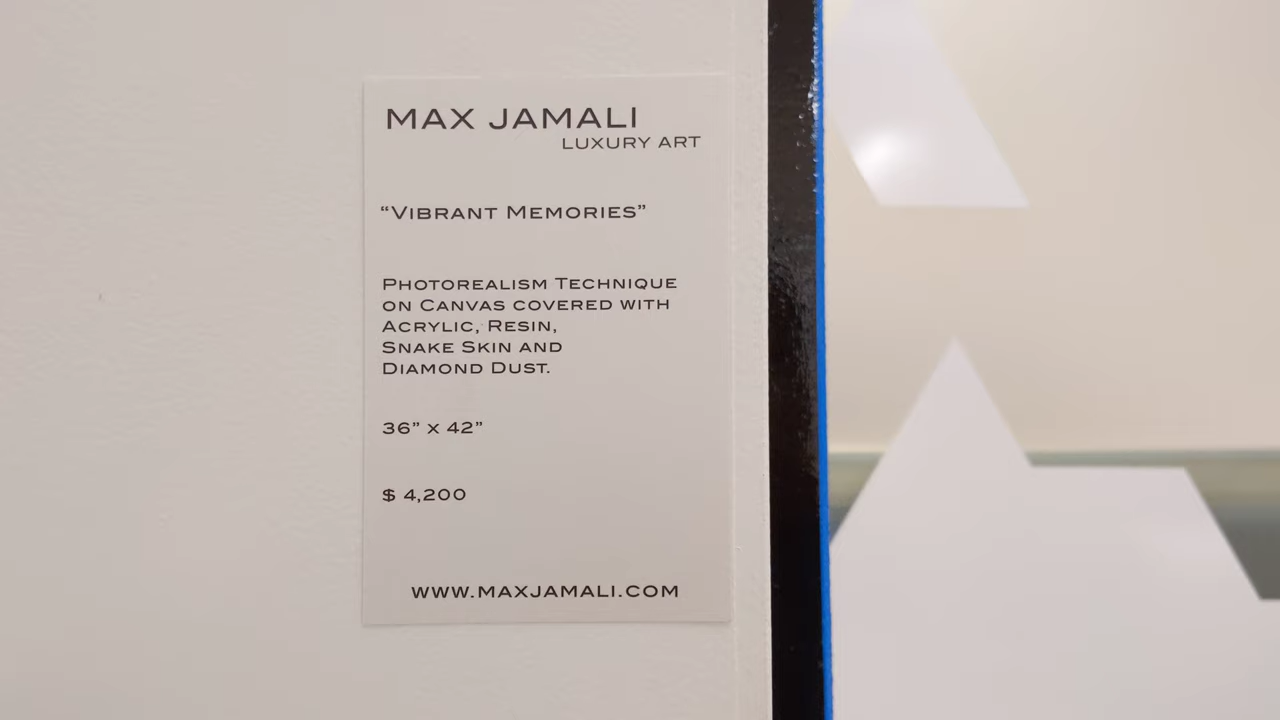 MAX JAMALI
LUXURY ART
“VIBRANT MEMORIES”
PHOTOREALISM TECHNIQUE
ON CANVAS COVERED WITH
ACRYLIC, RESIN,
SNAKE SKIN AND
DIAMOND DUST.
36” X 42”
$ 4,200
WWW.MAXJAMALI.COM